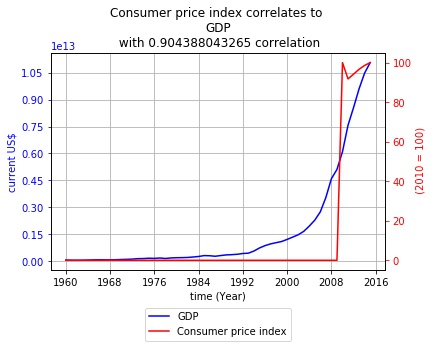 Consumer price index correlates to
GDP
with 0.904388043265 correlation
1e13
1.05
0.90
0.75
0.60
0.45
0.30
0.15
0.00
current US$
100
80
60
40
20
0
(2010 = 100)
1960 1968 1976 1984 1992 2000 2008 2016
time (Year)
GDP
Consumer price index